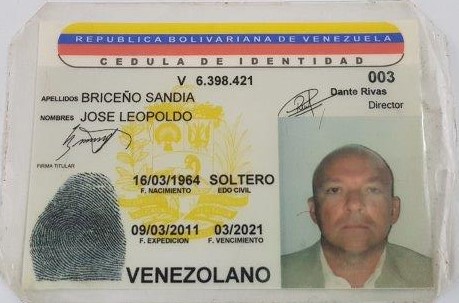 REPUBLICA BOLIVARIANA DE VENEZUELA
CEDULA DE IDENTIDAD
V 6.398.421
003
APELLIDOS BRICEÑO SANDIA
Dante Rivas
Director
NOMBRES JOSE LEOPOLDO
FIRMA TITULAR
16/03/1964 SOLTERO
F. NACIMIENTO EDO CIVIL
09/03/2011 03/2021
F. EXPEDICION F. VENCIMIENTO
VENEZOLANO